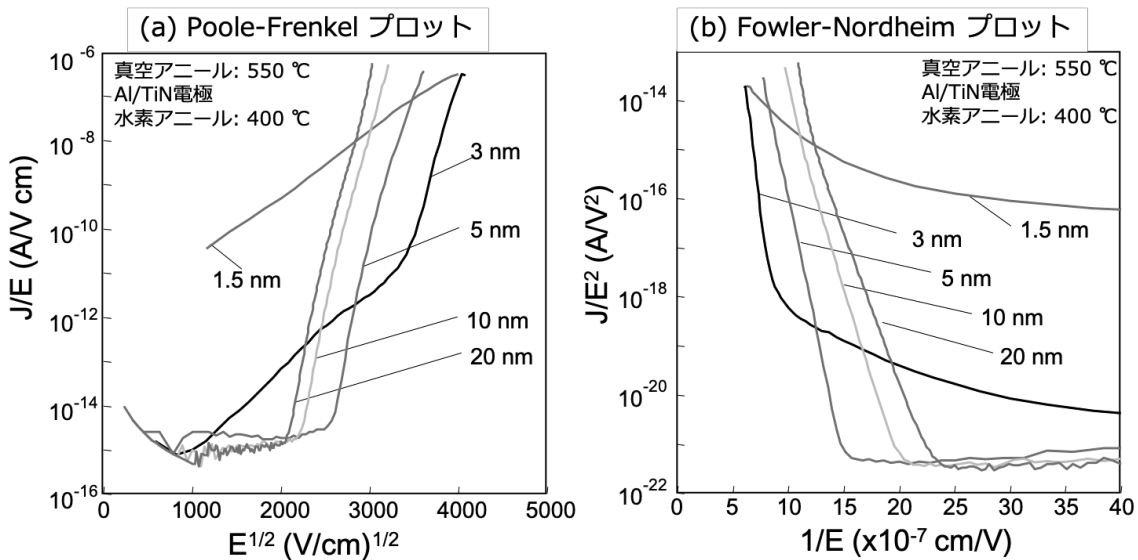 (a) Poole-Frenkel プロット
真空アニール: 550 ℃
Al/TiN電極
水素アニール: 400 ℃
J/E (A/V cm)
10-6
10-8
10-10
10-12
10-14
10-16
3 nm
5 nm
1.5 nm
10 nm
20 nm
0
1000
2000
3000
4000
5000
E1/2 (V/cm)1/2
(b) Fowler-Nordheim プロット
真空アニール: 550 ℃
Al/TiN電極
水素アニール: 400 ℃
J/E2 (A/V2)
10-14
10-16
10-18
10-20
10-22
1.5 nm
3 nm
5 nm
10 nm
20 nm
0
5
10
15
20
25
30
35
40
1/E (x10-7 cm/V)